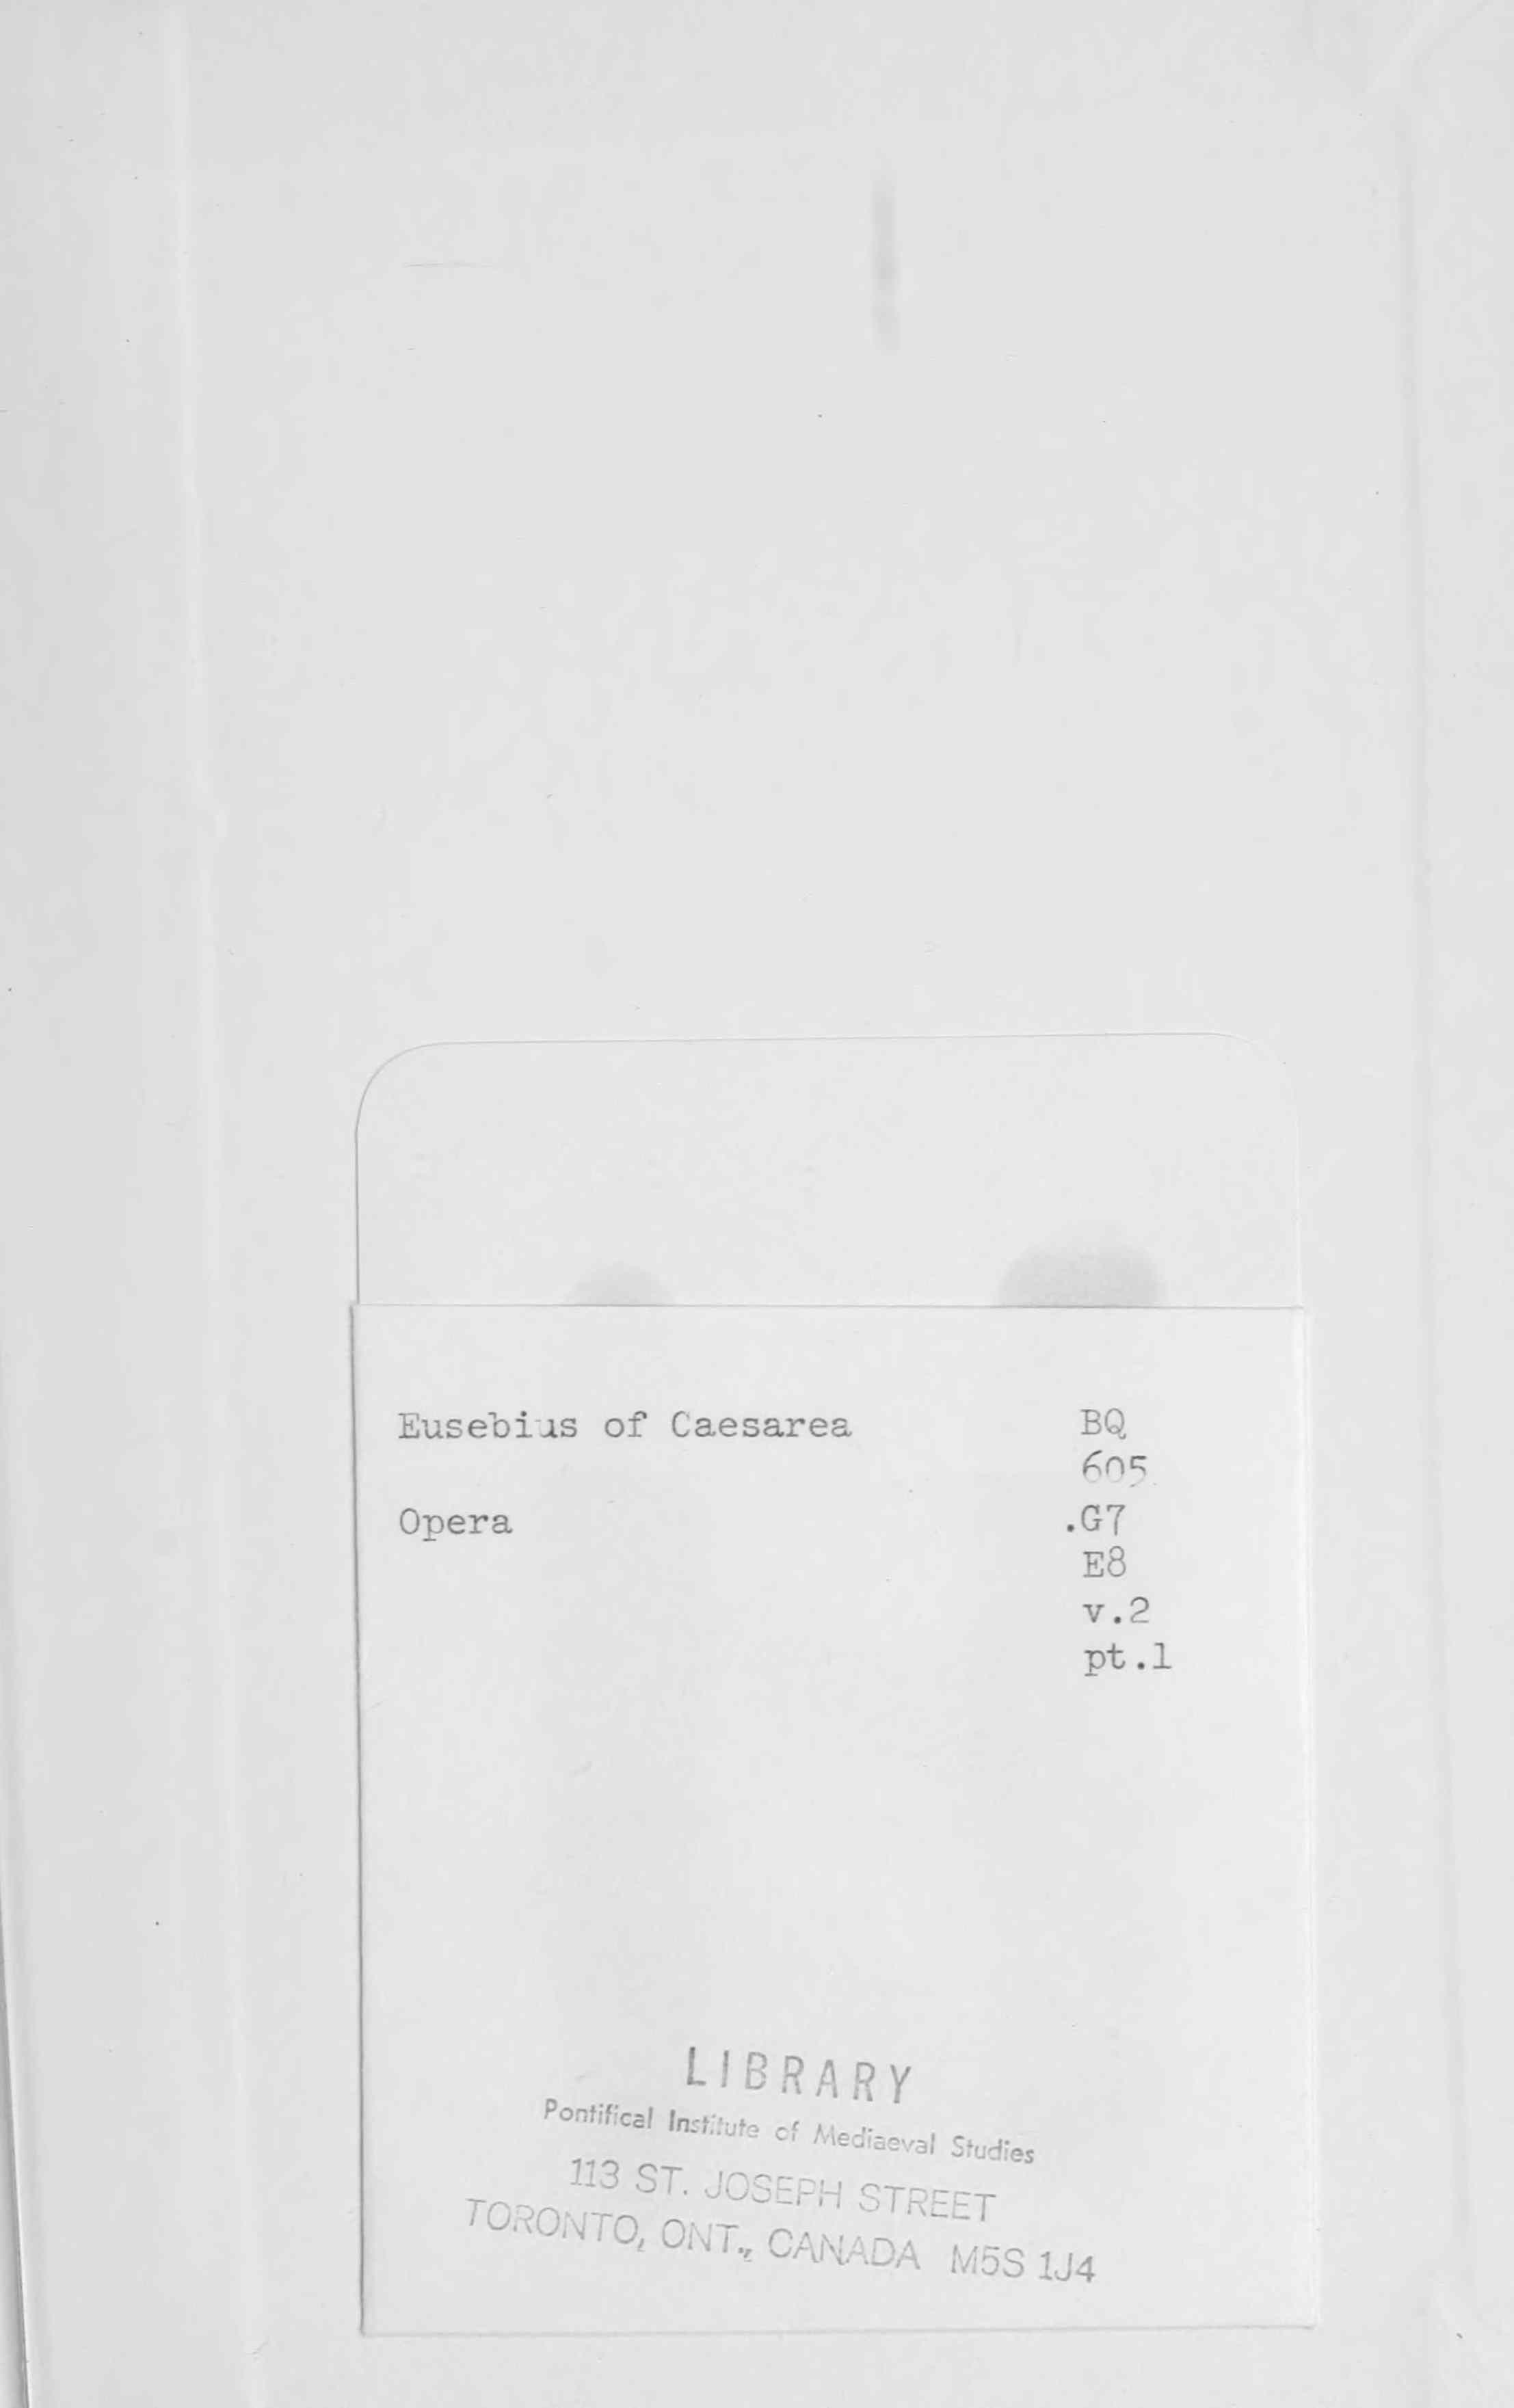 Eusebius of Caesarea BQ
605
Opera .G7
E8
v.2
pt.1
LIBRARY
Pontifical Institute of Mediaeval Studies
113 ST. JOSEPH STREET
TORONTO, ONT., CANADA M5S 1J4